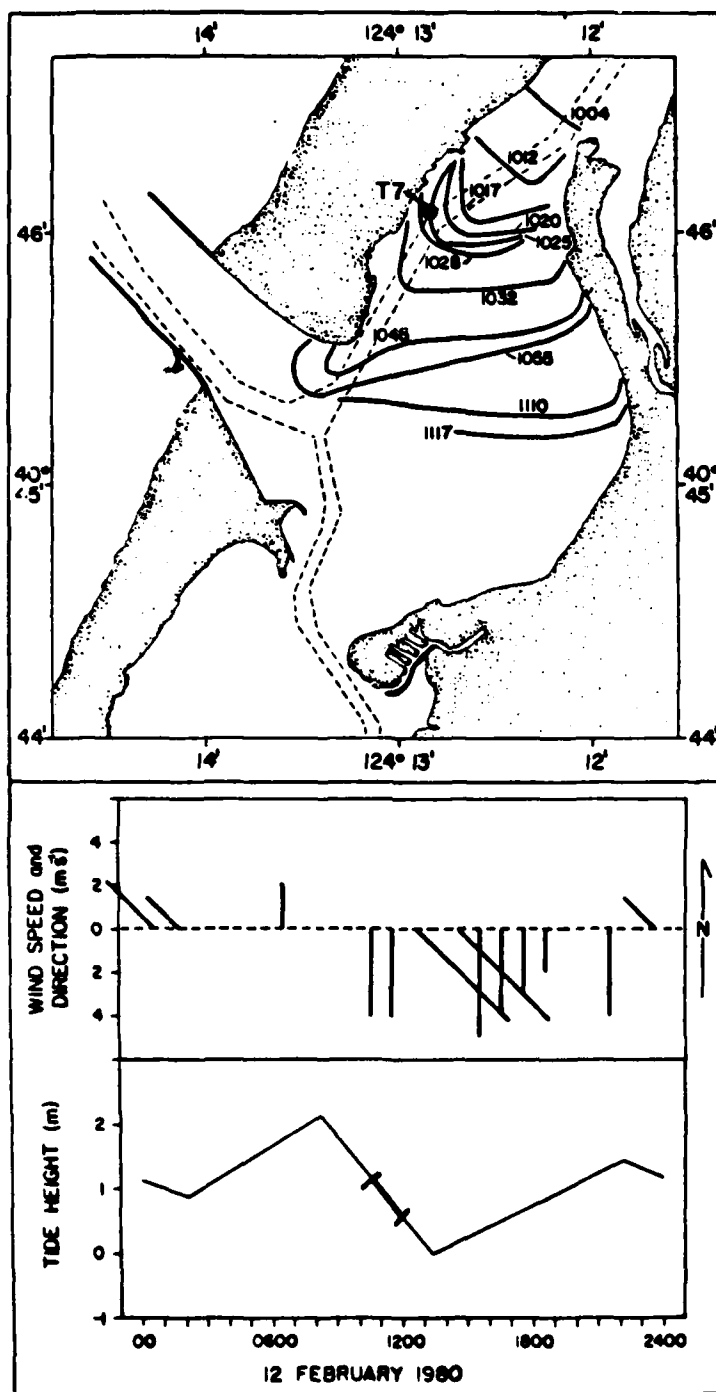 14' 124° 13' 12'
1004
1012
1017
T7
1020
46' 1025 46'
1028
1032
1046
1055
1110
1117
40° 40°
45' 45'
44' 44'
14' 124° 13' 12'
WIND SPEED and
DIRECTION (m s⁻¹)
4
2
0
2
4
N
TIDE HEIGHT (m)
2
1
0
-1
00 0600 1200 1800 2400
12 FEBRUARY 1980